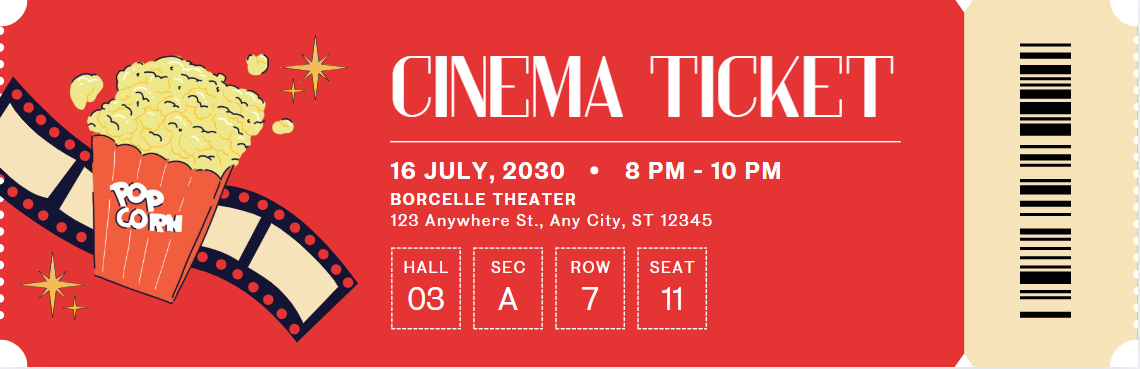 CINEMA TICKET
16 JULY, 2030 • 8 PM - 10 PM
BORCELLE THEATER
123 Anywhere St., Any City, ST 12345
HALL SEC ROW SEAT
03 A 7 11
POP
CORN